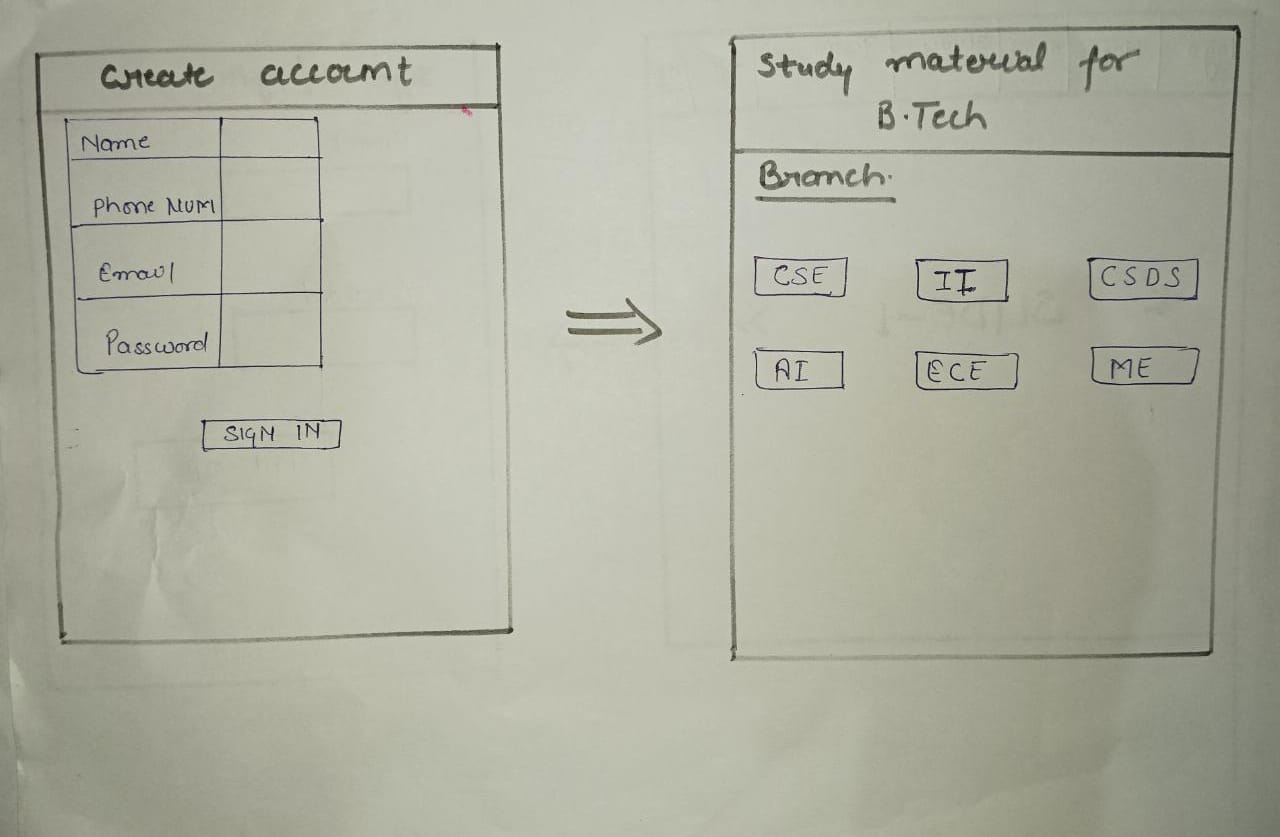 Create account
Name
Phone NUM
Email
Password
SIGN IN
Study material for
B.Tech
Branch.
CSE II CSDS
AI ECE ME